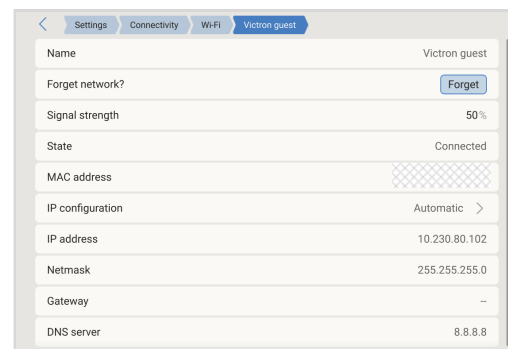 Settings Connectivity Wi-Fi Victron guest
Name Victron guest
Forget network? Forget
Signal strength 50%
State Connected
MAC address
IP configuration Automatic
IP address 10.230.80.102
Netmask 255.255.255.0
Gateway --
DNS server 8.8.8.8